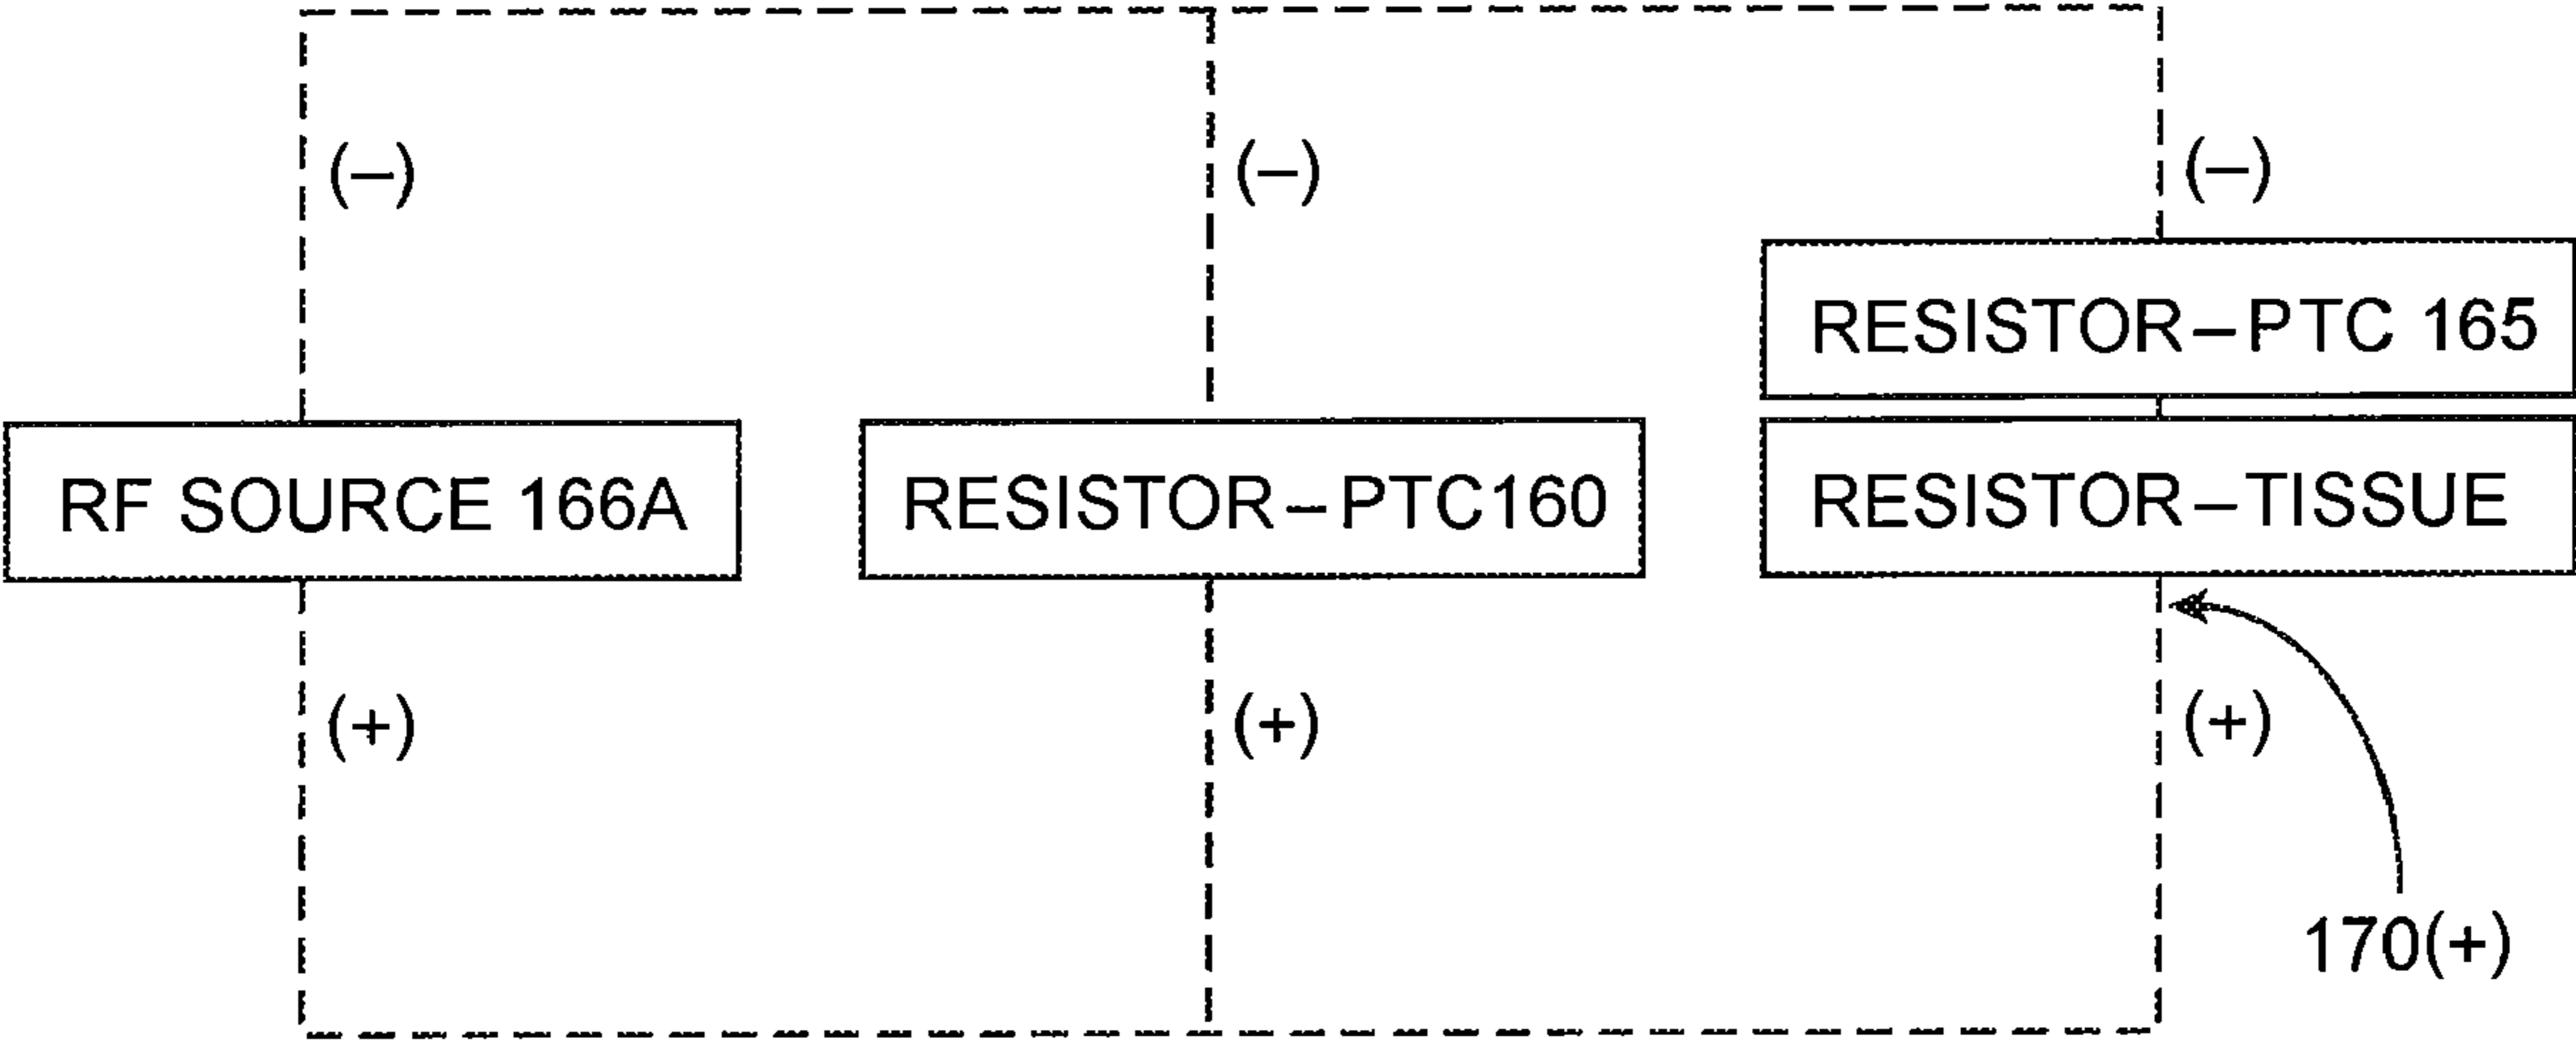 (–)
(–)
(–)
RESISTOR–PTC 165
RF SOURCE 166A
RESISTOR–PTC160
RESISTOR–TISSUE
(+)
(+)
(+)
170(+)